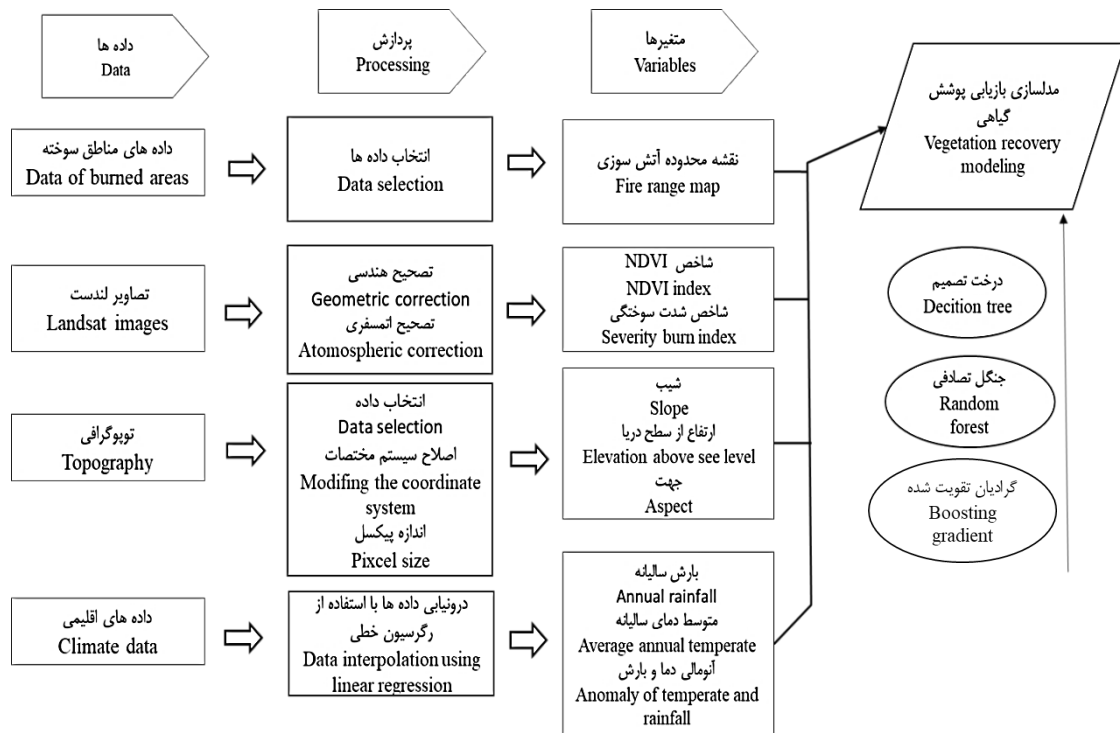 داده ها
Data
پردازش
Processing
متغیرها
Variables
مدلسازی بازیابی پوشش
گیاهی
Vegetation recovery
modeling
داده های مناطق سوخته
Data of burned areas
انتخاب داده ها
Data selection
نقشه محدوده آتش سوزی
Fire range map
تصاویر لندست
Landsat images
تصحیح هندسی
Geometric correction
تصحیح اتمسفری
Atomospheric correction
شاخص NDVI
NDVI index
شاخص شدت سوختگی
Severity burn index
درخت تصمیم
Decition tree
توپوگرافی
Topography
انتخاب داده
Data selection
اصلاح سیستم مختصات
Modifing the coordinate
system
اندازه پیکسل
Pixcel size
شیب
Slope
ارتفاع از سطح دریا
Elevation above see level
جهت
Aspect
جنگل تصادفی
Random
forest
گرادیان تقویت شده
Boosting
gradient
داده های اقلیمی
Climate data
درونیابی داده ها با استفاده از
رگرسیون خطی
Data interpolation using
linear regression
بارش سالیانه
Annual rainfall
متوسط دمای سالیانه
Average annual temperate
آنومالی دما و بارش
Anomaly of temperate and
rainfall